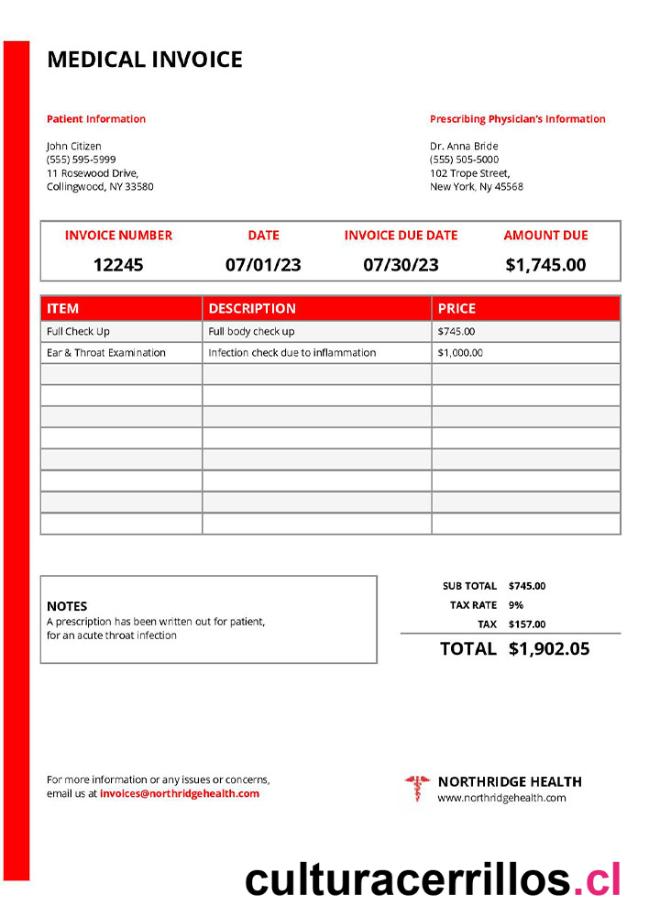 MEDICAL INVOICE
Patient Information
John Citizen
(555) 595-5999
11 Rosewood Drive,
Collingwood, NY 33580
Prescribing Physician's Information
Dr. Anna Bride
(555) 505-5000
102 Trope Street,
New York, Ny 45568
INVOICE NUMBER DATE INVOICE DUE DATE AMOUNT DUE
12245 07/01/23 07/30/23 $1,745.00
ITEM DESCRIPTION PRICE
Full Check Up Full body check up $745.00
Ear & Throat Examination Infection check due to inflammation $1,000.00
NOTES
A prescription has been written out for patient,
for an acute throat infection
SUB TOTAL $745.00
TAX RATE 9%
TAX $157.00
TOTAL $1,902.05
For more information or any issues or concerns,
email us at invoices@northridgehealth.com
NORTHRIDGE HEALTH
www.northridgehealth.com
culturacerrillos.cl